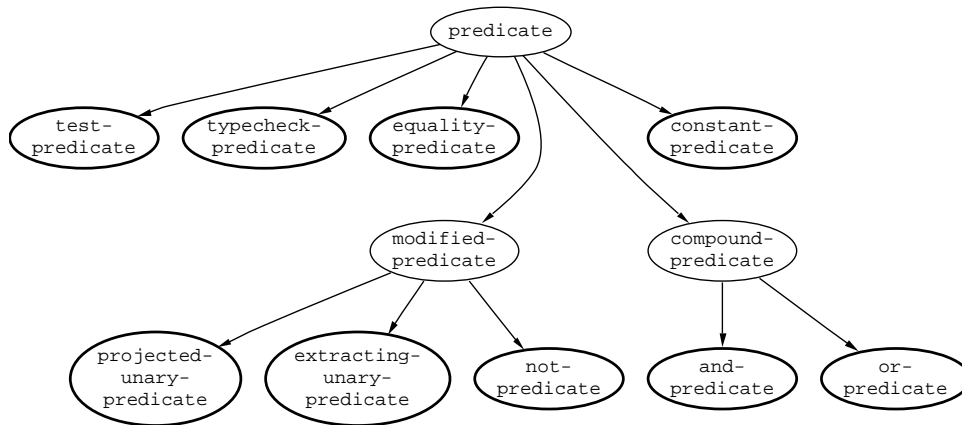 predicate
test-
predicate
typecheck-
predicate
equality-
predicate
constant-
predicate
modified-
predicate
compound-
predicate
projected-
unary-
predicate
extracting-
unary-
predicate
not-
predicate
and-
predicate
or-
predicate